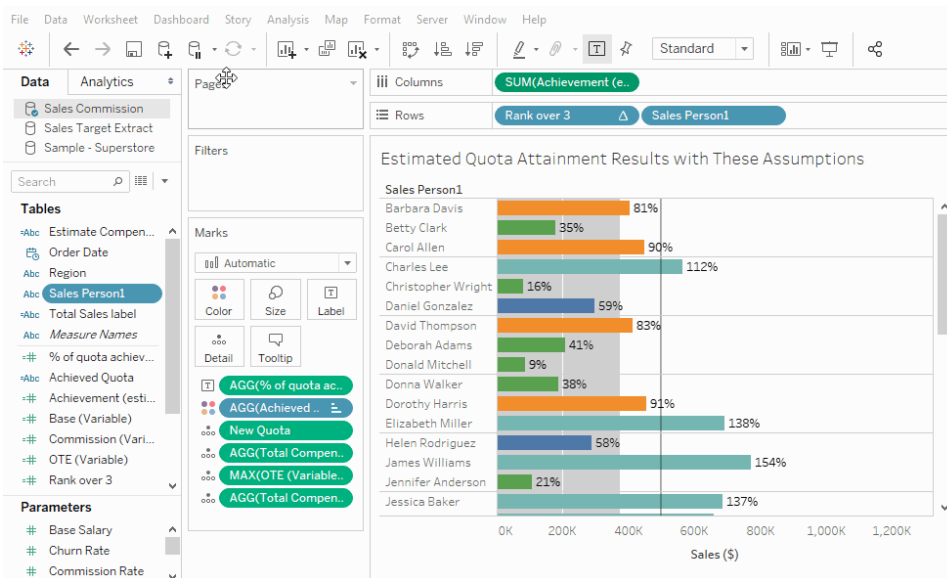 File Data Worksheet Dashboard Story Analysis Map Format Server Window Help
Standard
Data Analytics
Sales Commission
Sales Target Extract
Sample - Superstore
Search
Tables
Abc Estimate Compen...
Order Date
Abc Region
Abc Sales Person1
Abc Total Sales label
Abc Measure Names
% of quota achiev...
Abc Achieved Quota
Achievement (esti...
Base (Variable)
Commission (Vari...
OTE (Variable)
Rank over 3
Parameters
Base Salary
Churn Rate
Commission Rate
Pages
Filters
Marks
Automatic
Color Size Label
Detail Tooltip
AGG(% of quota ac..
AGG(Achieved ..
New Quota
AGG(Total Compen..
MAX(OTE (Variable..
AGG(Total Compen..
Columns SUM(Achievement (e..
Rows Rank over 3 Δ Sales Person1
Estimated Quota Attainment Results with These Assumptions
Sales Person1
Barbara Davis 81%
Betty Clark 35%
Carol Allen 90%
Charles Lee 112%
Christopher Wright 16%
Daniel Gonzalez 59%
David Thompson 83%
Deborah Adams 41%
Donald Mitchell 9%
Donna Walker 38%
Dorothy Harris 91%
Elizabeth Miller 138%
Helen Rodriguez 58%
James Williams 154%
Jennifer Anderson 21%
Jessica Baker 137%
0K 200K 400K 600K 800K 1,000K 1,200K
Sales ($)